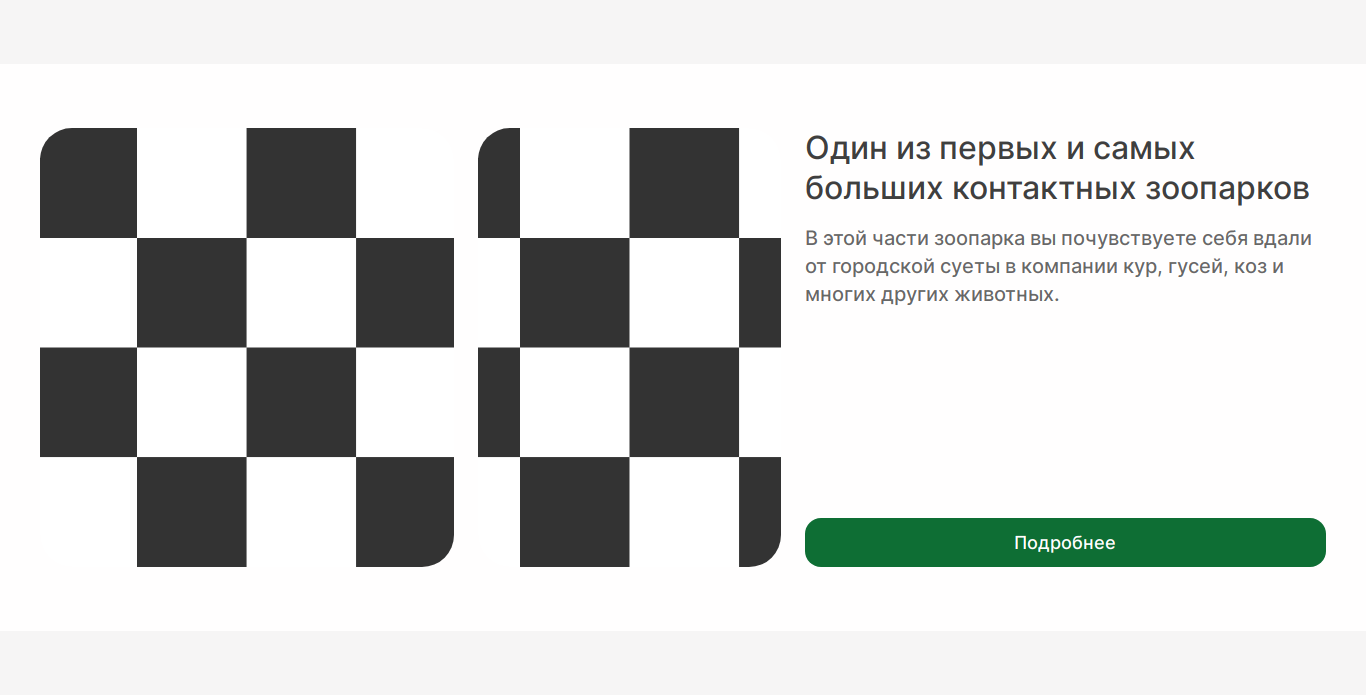 Один из первых и самых
больших контактных зоопарков
В этой части зоопарка вы почувствуете себя вдали
от городской суеты в компании кур, гусей, коз и
многих других животных.
Подробнее